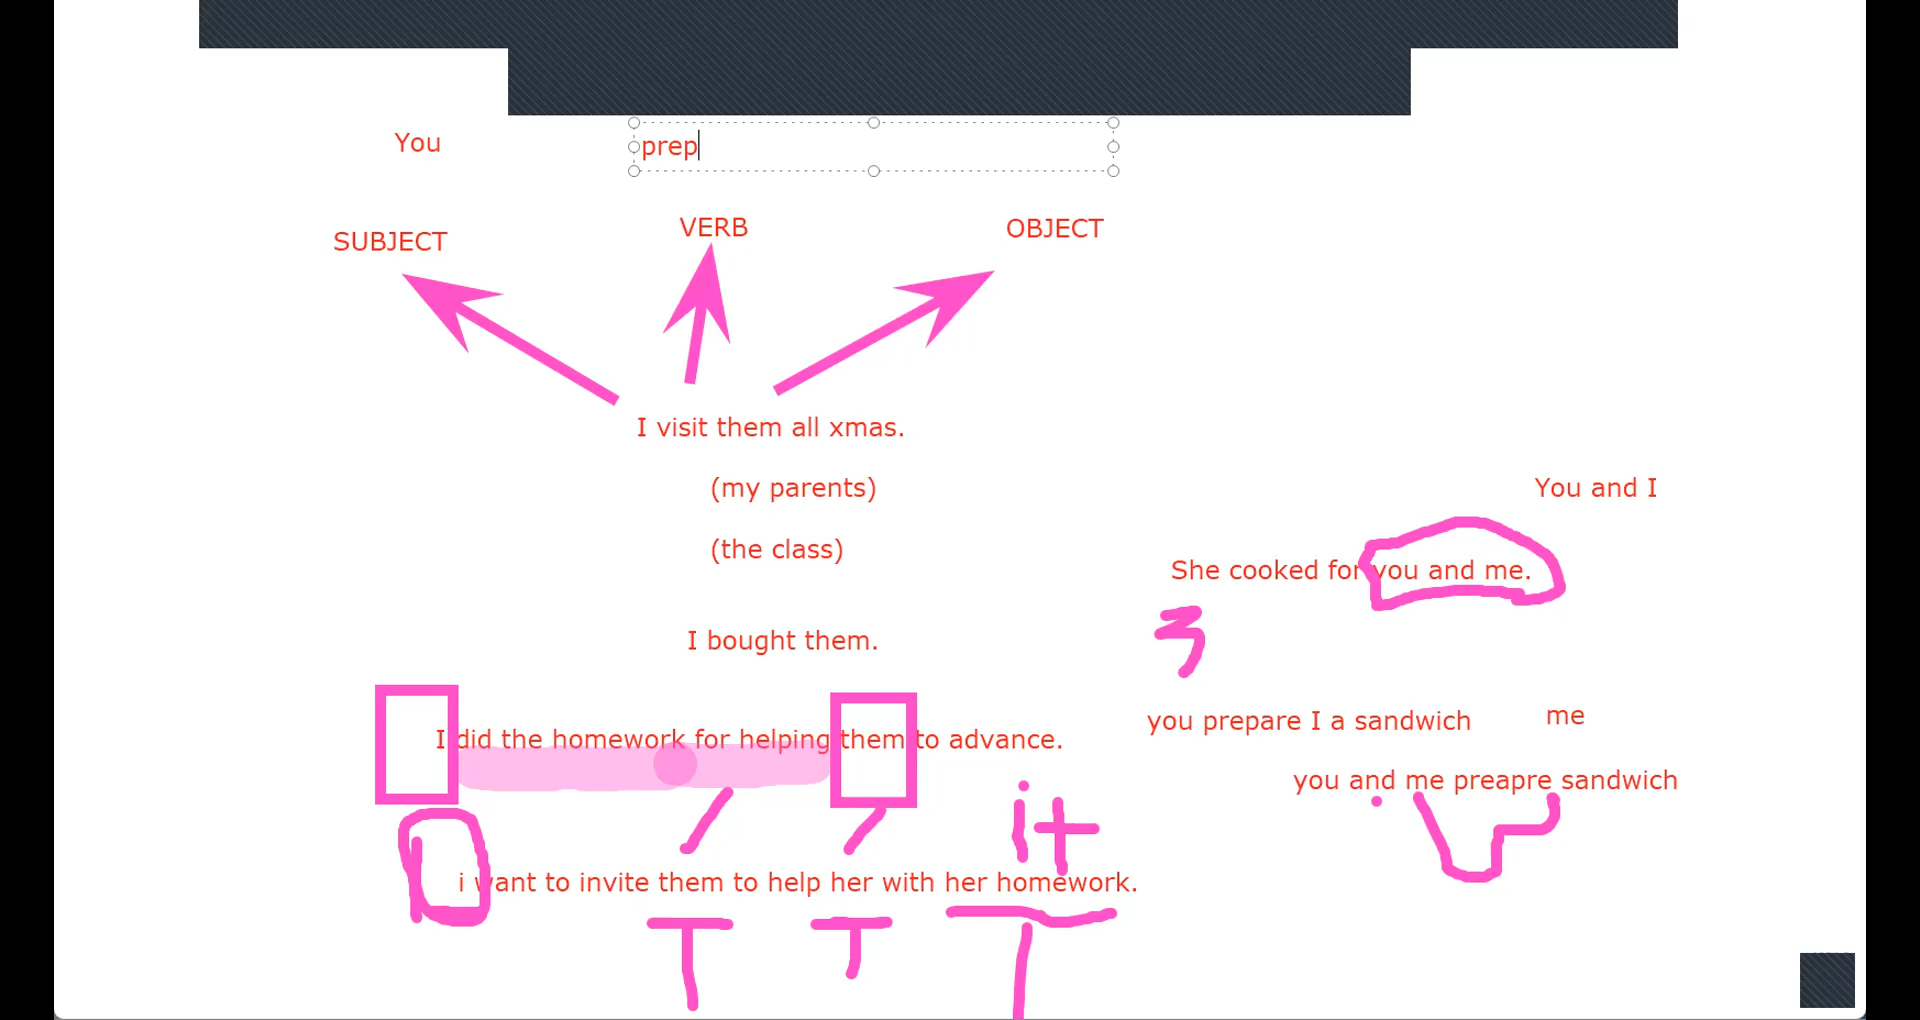 You
prep
SUBJECT
VERB
OBJECT
I visit them all xmas.
(my parents)
(the class)
I bought them.
I did the homework for helping them to advance.
it
i want to invite them to help her with her homework.
You and I
She cooked for you and me.
3
you prepare I a sandwich
me
you and me preapre sandwich